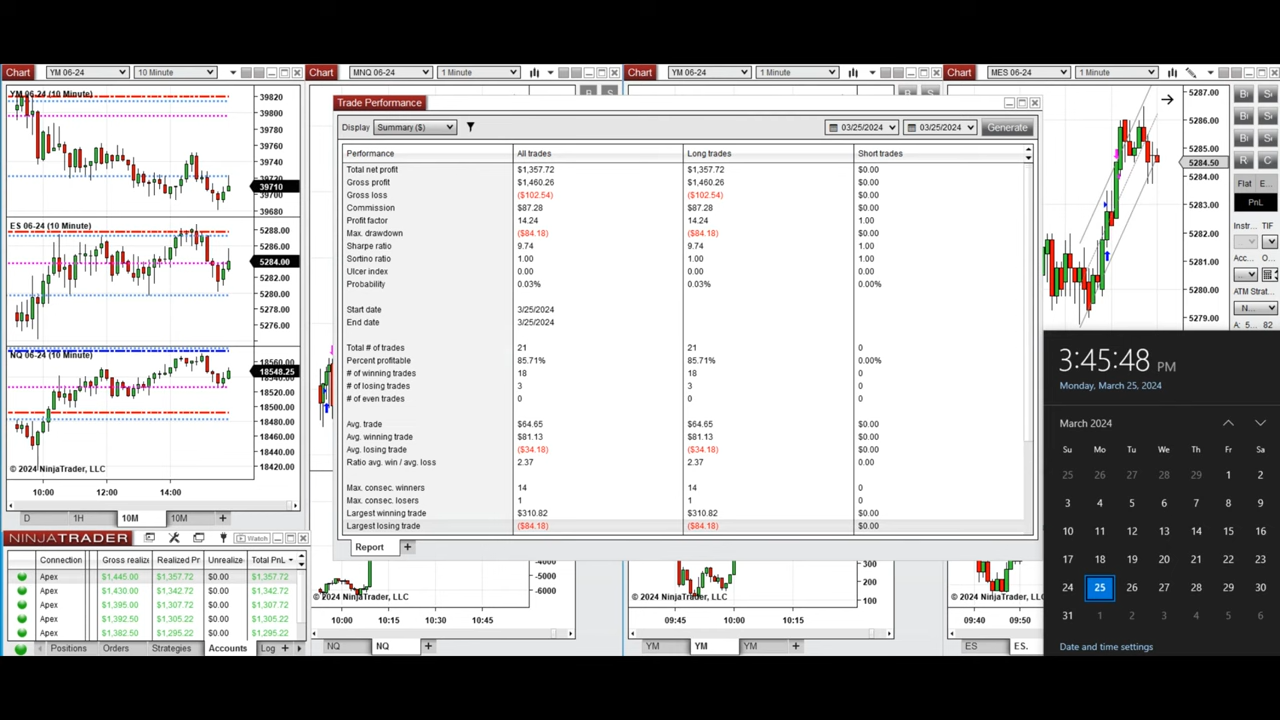 Chart YM 06-24 10 Minute
YM 06-24 (10 Minute)
39820
39800
39780
39760
39740
39720
39710
39700
39680
ES 06-24 (10 Minute)
5288.00
5286.00
5284.00
5282.00
5280.00
5278.00
5276.00
NQ 06-24 (10 Minute)
18560.00
18548.25
18520.00
18500.00
18480.00
18460.00
18440.00
18420.00
© 2024 NinjaTrader, LLC
10:00 12:00 14:00
D 1H 10M 10M +
NINJATRADER Watch
Connection Gross realiz Realized Pr Unrealize Total PnL
Apex $1,445.00 $1,357.72 $0.00 $1,357.72
Apex $1,430.00 $1,342.72 $0.00 $1,342.72
Apex $1,395.00 $1,307.72 $0.00 $1,307.72
Apex $1,392.50 $1,305.22 $0.00 $1,305.22
Apex $1,382.50 $1,295.22 $0.00 $1,295.22
Positions Orders Strategies Accounts Log +
Chart MNQ 06-24 1 Minute
Chart YM 06-24 1 Minute
Chart MES 06-24 1 Minute
Trade Performance
Display Summary ($) 03/25/2024 03/25/2024 Generate
Performance All trades Long trades Short trades
Total net profit $1,357.72 $1,357.72 $0.00
Gross profit $1,460.26 $1,460.26 $0.00
Gross loss ($102.54) ($102.54) $0.00
Commission $87.28 $87.28 $0.00
Profit factor 14.24 14.24 1.00
Max. drawdown ($84.18) ($84.18) $0.00
Sharpe ratio 9.74 9.74 1.00
Sortino ratio 1.00 1.00 1.00
Ulcer index 0.00 0.00 0.00
Probability 0.03% 0.03% 0.00%
Start date 3/25/2024
End date 3/25/2024
Total # of trades 21 21 0
Percent profitable 85.71% 85.71% 0.00%
# of winning trades 18 18 0
# of losing trades 3 3 0
# of even trades 0 0 0
Avg. trade $64.65 $64.65 $0.00
Avg. winning trade $81.13 $81.13 $0.00
Avg. losing trade ($34.18) ($34.18) $0.00
Ratio avg. win / avg. loss 2.37 2.37 0.00
Max. consec. winners 14 14 0
Max. consec. losers 1 1 0
Largest winning trade $310.82 $310.82 $0.00
Largest losing trade ($84.18) ($84.18) $0.00
Report +
-4000
-6000
© 2024 NinjaTrader, LLC
10:00 10:15 10:30 10:45
NQ NQ +
300
200
100
© 2024 NinjaTrader, LLC
09:45 10:00 10:15
YM YM YM +
© 2024 NinjaTrader, LLC
09:40 09:50
ES ES.
5287.00
5286.00
5285.00
5284.50
5284.00
5283.00
5282.00
5281.00
5280.00
5279.00
R C
Flat E...
PnL
Instr... TIF
Acc... O...
ATM Strat
N...
A: 5... 82
3:45:48 PM
Monday, March 25, 2024
March 2024
Su Mo Tu We Th Fr Sa
25 26 27 28 29 1 2
3 4 5 6 7 8 9
10 11 12 13 14 15 16
17 18 19 20 21 22 23
24 25 26 27 28 29 30
31 1 2 3 4 5 6
Date and time settings